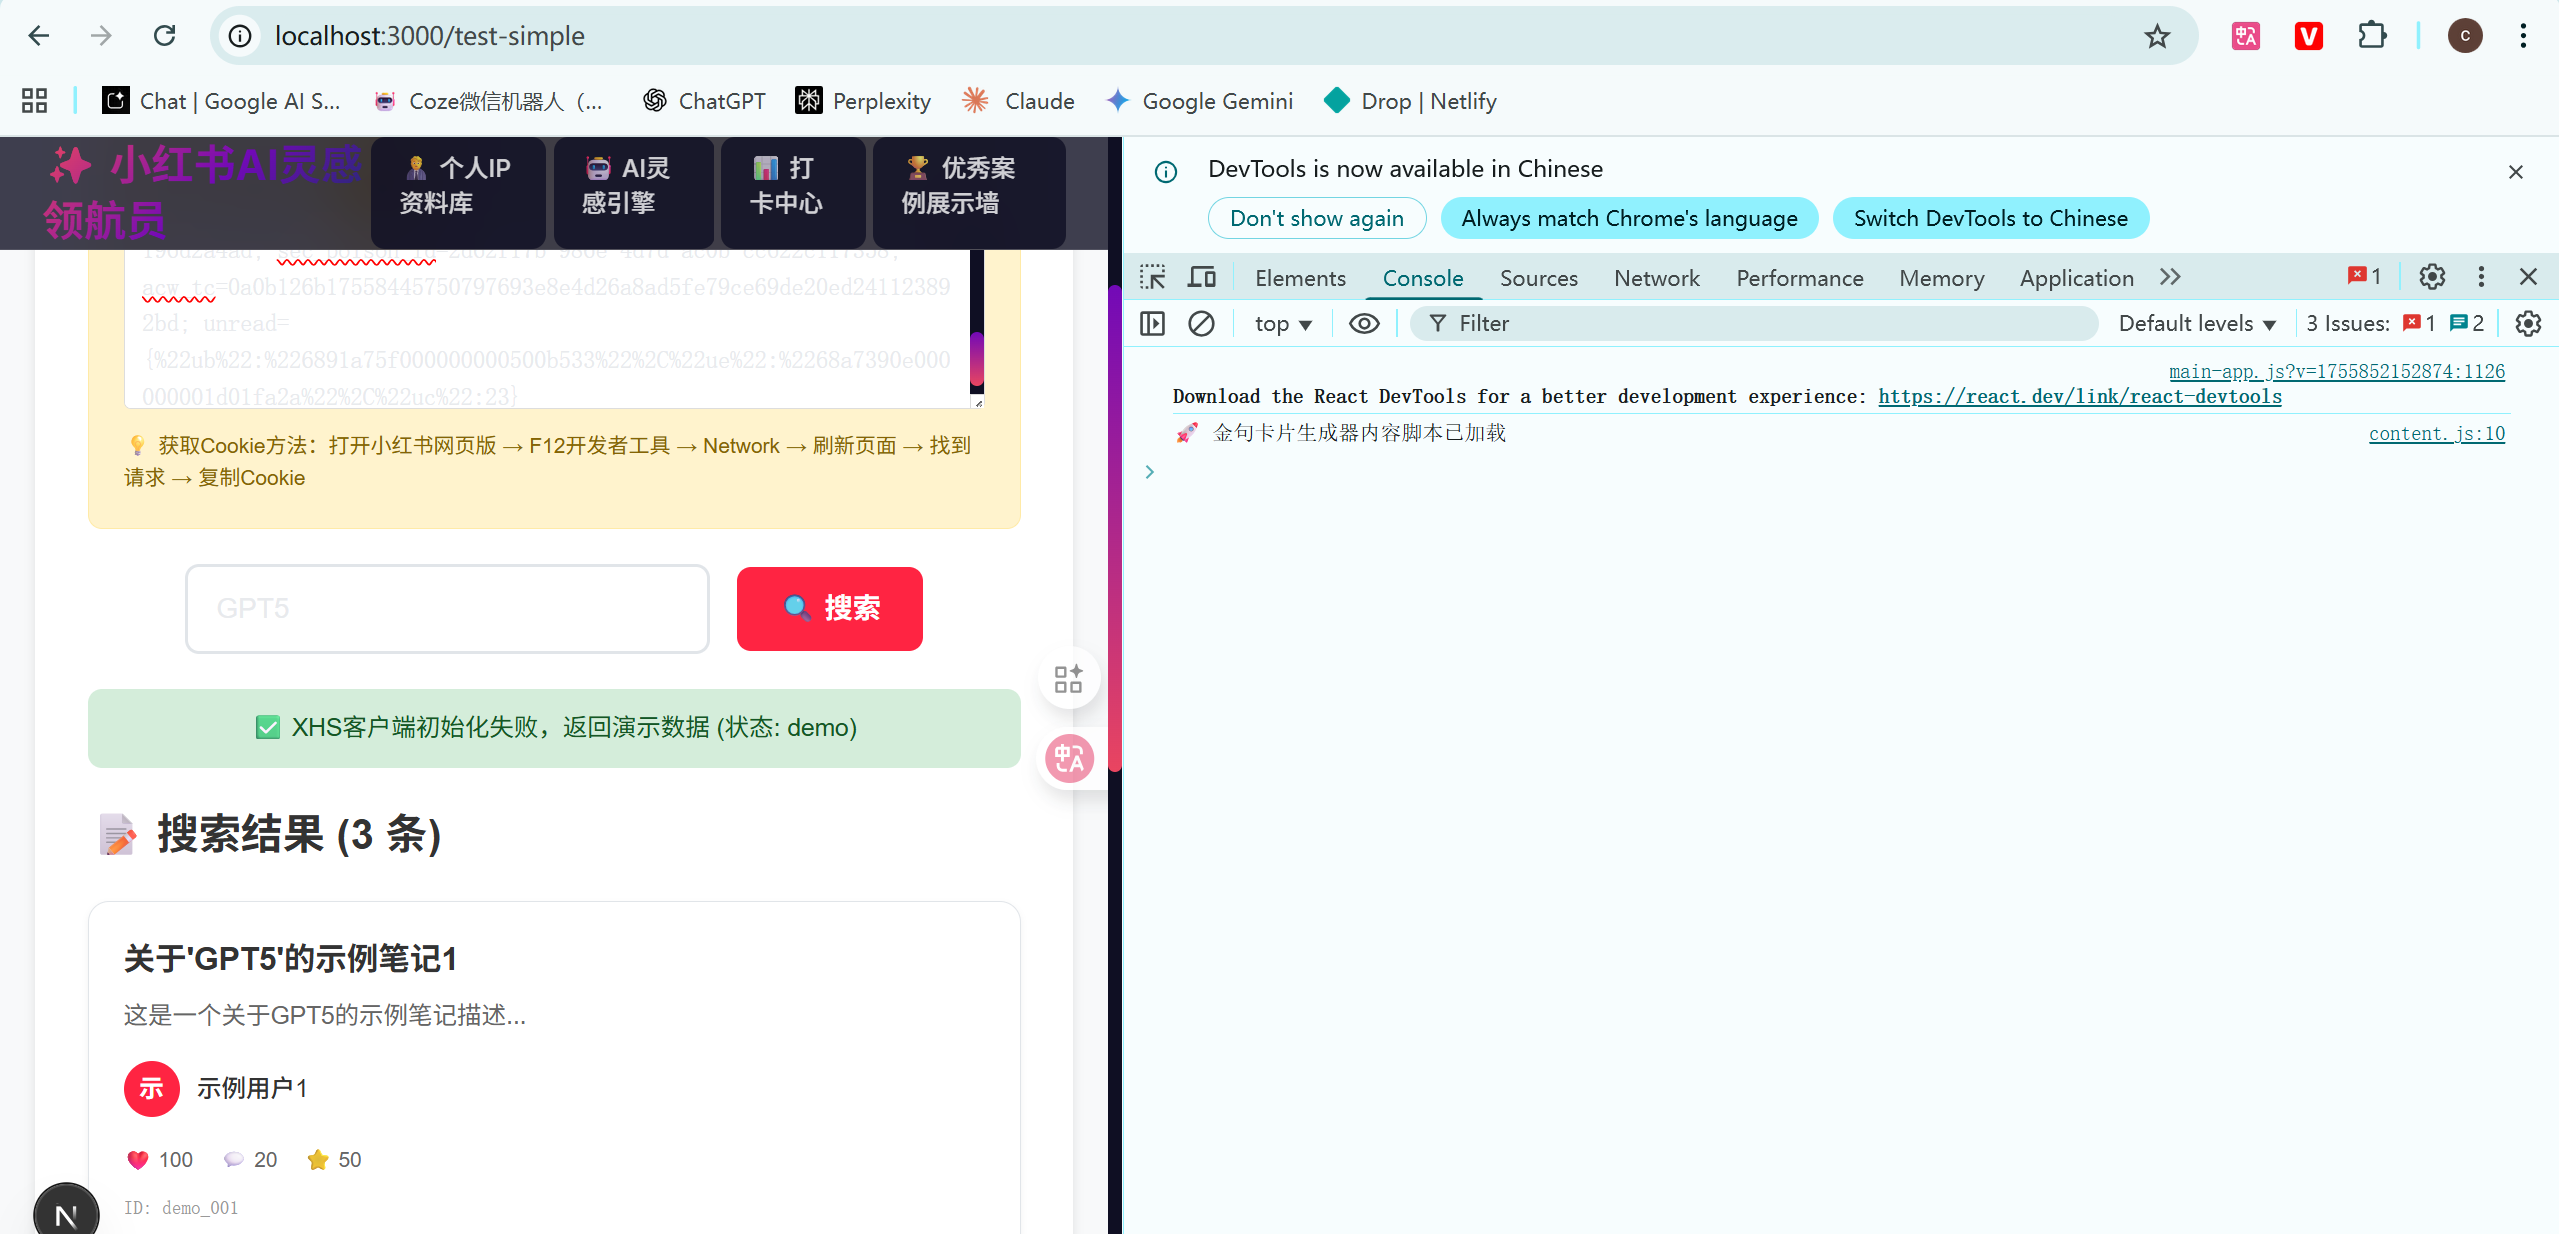 localhost:3000/test-simple
Chat | Google AI S...
Coze微信机器人（...
ChatGPT
Perplexity
Claude
Google Gemini
Drop | Netlify
小红书AI灵感
领航员
个人IP
资料库
AI灵
感引擎
打
卡中心
优秀案
例展示墙
acw_tc=0a0b126b17558445750797693e8e4d26a8ad5fe79ce69de20ed24112389
2bd; unread=
{%22ub%22:%226891a75f000000000500b533%22%2C%22ue%22:%2268a7390e000
000001d01fa2a%22%2C%22uc%22:23}
获取Cookie方法：打开小红书网页版 → F12开发者工具 → Network → 刷新页面 → 找到
请求 → 复制Cookie
GPT5
搜索
XHS客户端初始化失败，返回演示数据 (状态: demo)
搜索结果 (3 条)
关于'GPT5'的示例笔记1
这是一个关于GPT5的示例笔记描述...
示
示例用户1
100
20
50
ID: demo_001
N
DevTools is now available in Chinese
Don't show again
Always match Chrome's language
Switch DevTools to Chinese
Elements
Console
Sources
Network
Performance
Memory
Application
1
top
Filter
Default levels
3 Issues:
1
2
main-app.js?v=1755852152874:1126
Download the React DevTools for a better development experience: https://react.dev/link/react-devtools
金句卡片生成器内容脚本已加载
content.js:10